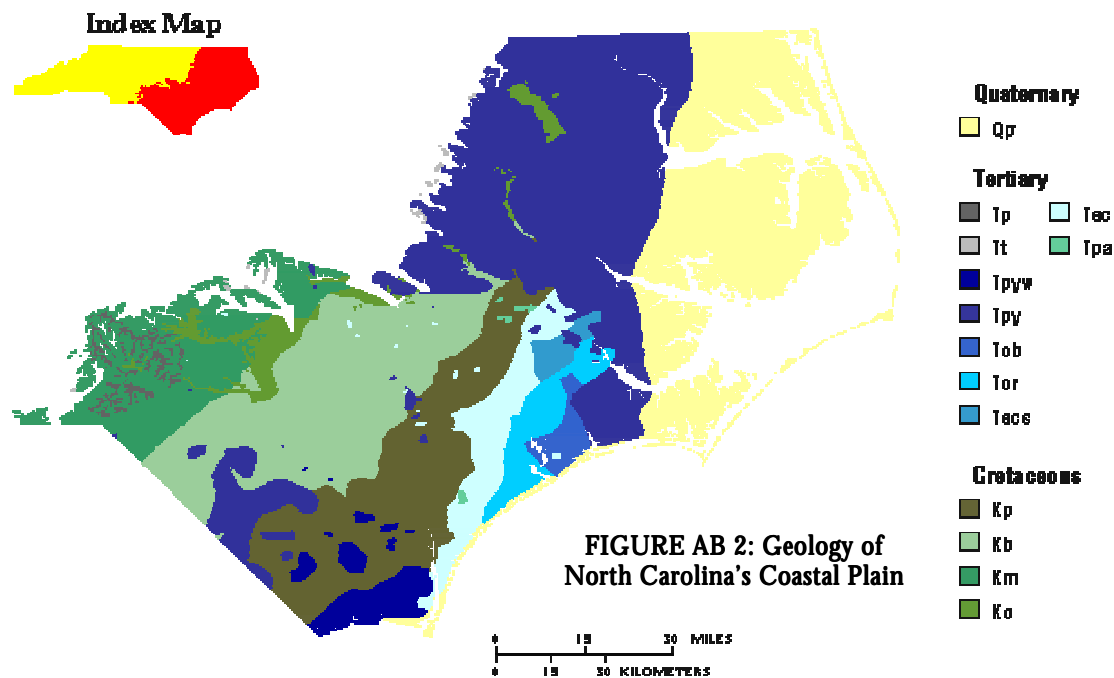 Index Map
Quaternary
Qp
Tertiary
Tp
Tec
Tt
Tpa
Tpyw
Tpy
Tob
Tor
Tecs
Cretaceous
Kp
Kb
Km
Kc
FIGURE AB 2: Geology of
North Carolina's Coastal Plain
0 15 30 MILES
0 15 30 KILOMETERS